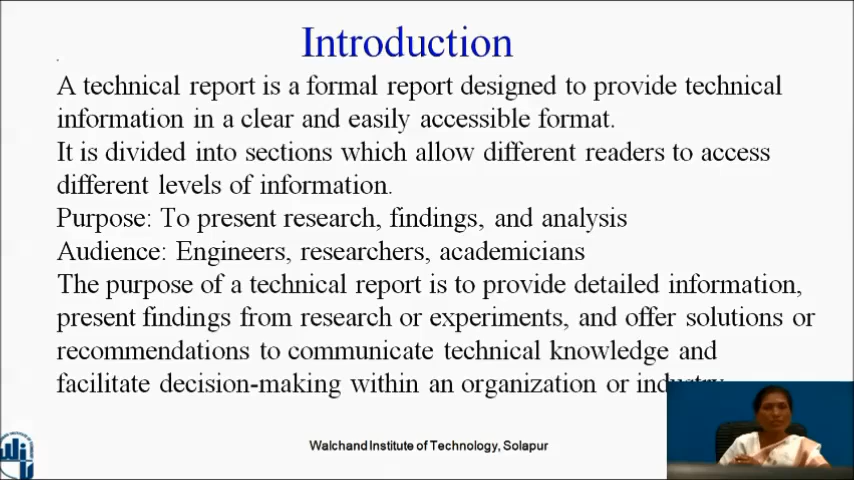 Introduction
A technical report is a formal report designed to provide technical
information in a clear and easily accessible format.
It is divided into sections which allow different readers to access
different levels of information.
Purpose: To present research, findings, and analysis
Audience: Engineers, researchers, academicians
The purpose of a technical report is to provide detailed information,
present findings from research or experiments, and offer solutions or
recommendations to communicate technical knowledge and
facilitate decision-making within an organization or industry.
Walchand Institute of Technology, Solapur